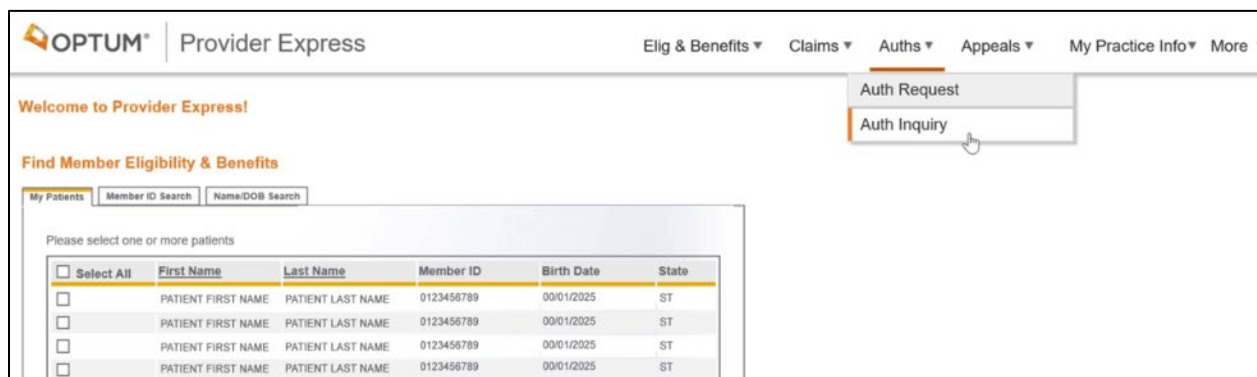 OPTUM® Provider Express Elig & Benefits ▼ Claims ▼ Auths ▼ Appeals ▼ My Practice Info▼ More
Auth Request
Welcome to Provider Express!
Auth Inquiry
Find Member Eligibility & Benefits
My Patients Member ID Search Name/DOB Search
Please select one or more patients
Select All First Name Last Name Member ID Birth Date State
PATIENT FIRST NAME PATIENT LAST NAME 0123456789 00/01/2025 ST
PATIENT FIRST NAME PATIENT LAST NAME 0123456789 00/01/2025 ST
PATIENT FIRST NAME PATIENT LAST NAME 0123456789 00/01/2025 ST
PATIENT FIRST NAME PATIENT LAST NAME 0123456789 00/01/2025 ST